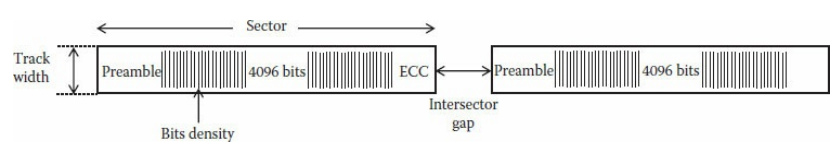 Sector
Track
width
Preamble 4096 bits ECC
Preamble 4096 bits
Intersector
gap
Bits density